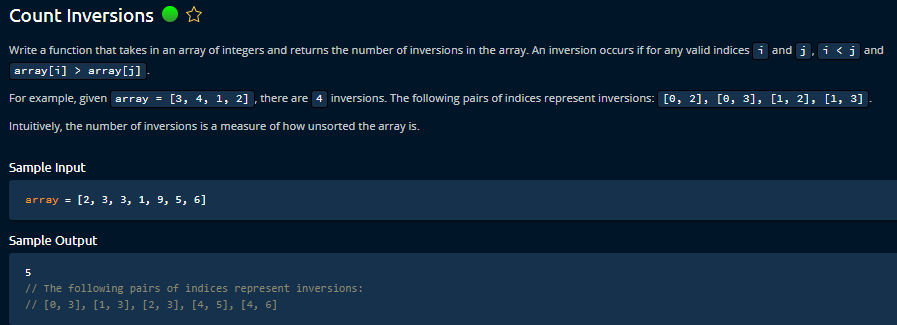 Count Inversions
Write a function that takes in an array of integers and returns the number of inversions in the array. An inversion occurs if for any valid indices i and j, i < j and
array[i] > array[j].
For example, given array = [3, 4, 1, 2], there are 4 inversions. The following pairs of indices represent inversions: [0, 2], [0, 3], [1, 2], [1, 3].
Intuitively, the number of inversions is a measure of how unsorted the array is.
Sample Input
array = [2, 3, 3, 1, 9, 5, 6]
Sample Output
5
// The following pairs of indices represent inversions:
// [0, 3], [1, 3], [2, 3], [4, 5], [4, 6]